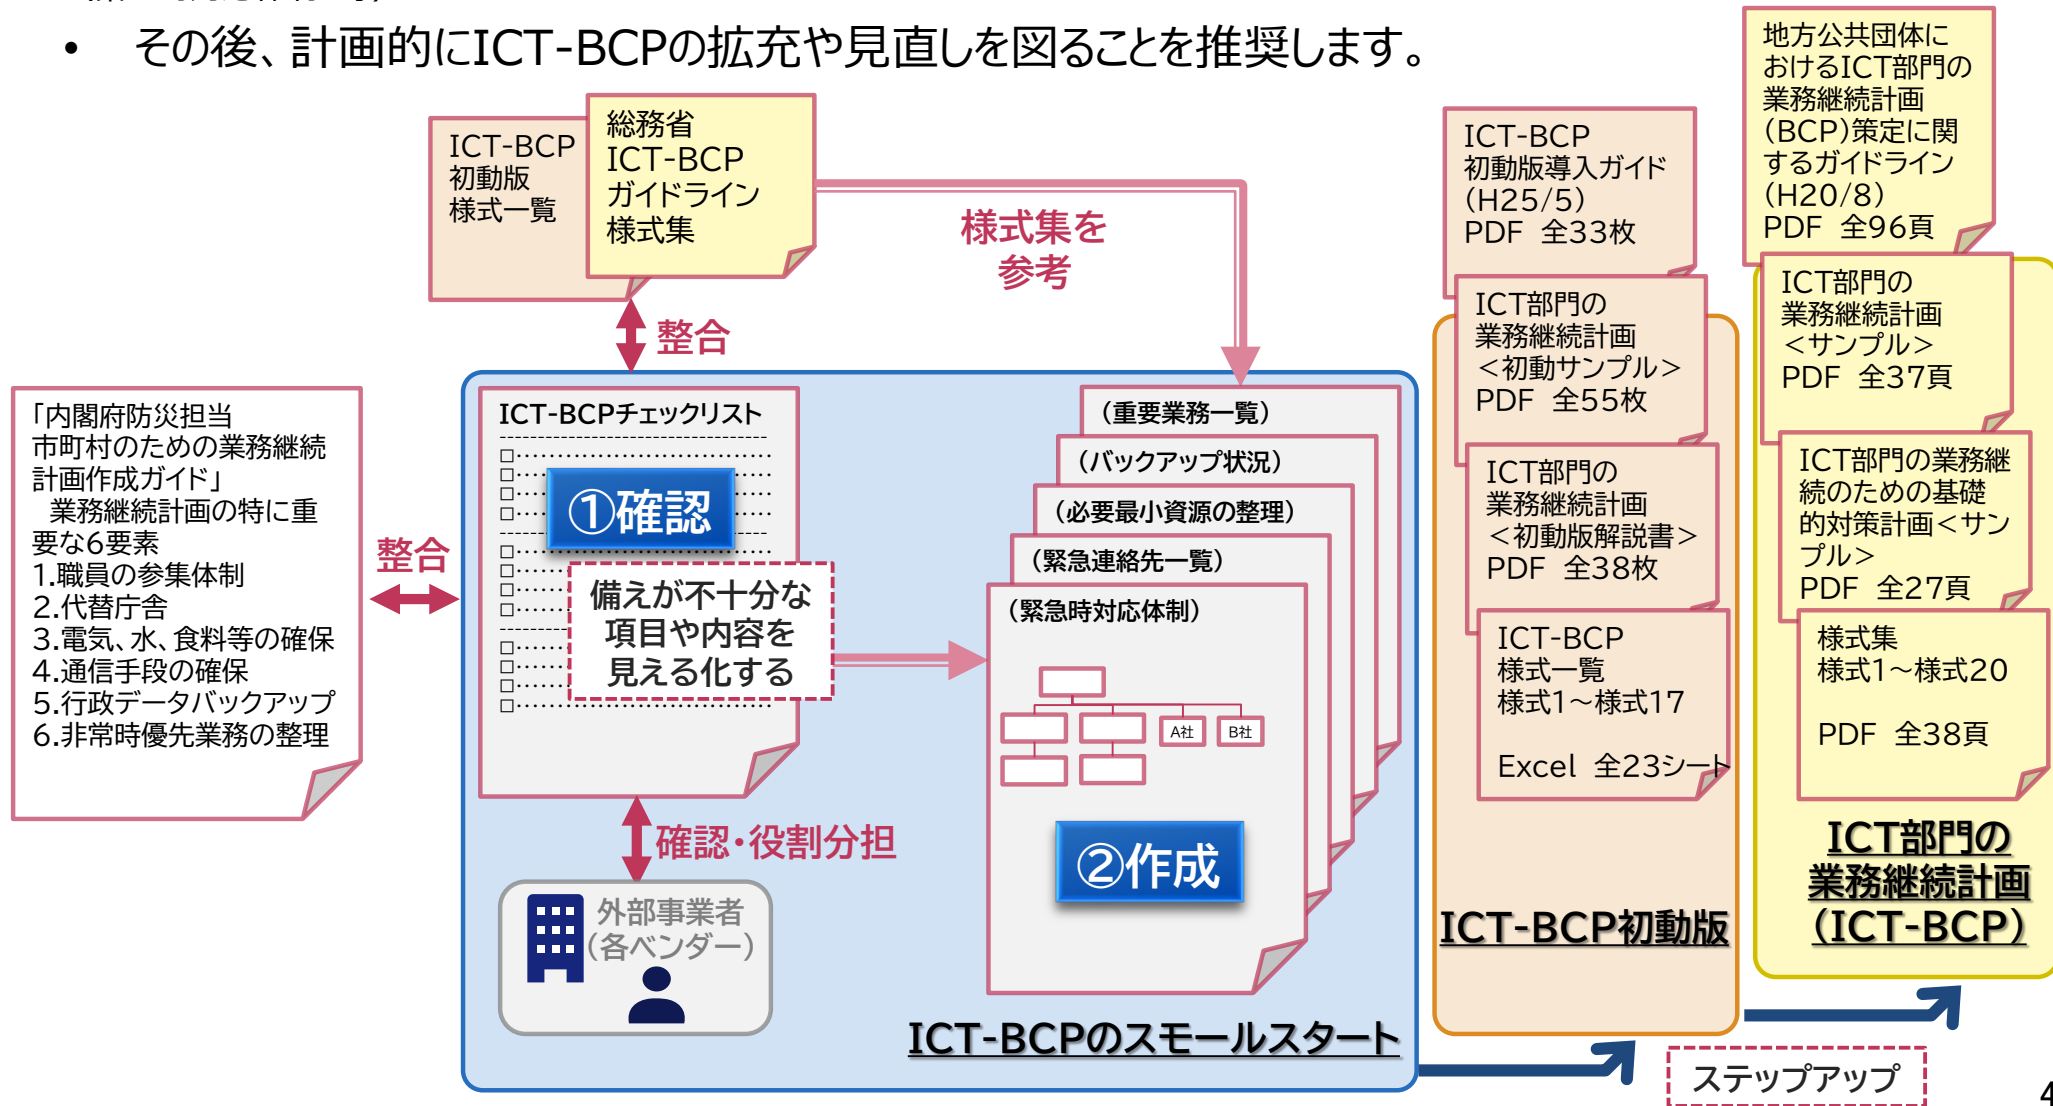 • その後、計画的にICT-BCPの拡充や見直しを図ることを推奨します。
ICT-BCP
初動版
様式一覧
総務省
ICT-BCP
ガイドライン
様式集
様式集を
参考
整合
「内閣府防災担当
市町村のための業務継続
計画作成ガイド」
業務継続計画の特に重
要な6要素
1.職員の参集体制
2.代替庁舎
3.電気、水、食料等の確保
4.通信手段の確保
5.行政データバックアップ
6.非常時優先業務の整理
整合
ICT-BCPチェックリスト
①確認
備えが不十分な
項目や内容を
見える化する
確認・役割分担
外部事業者
(各ベンダー)
(重要業務一覧)
(バックアップ状況)
(必要最小資源の整理)
(緊急連絡先一覧)
(緊急時対応体制)
A社
B社
②作成
ICT-BCPのスモールスタート
ICT-BCP
初動版導入ガイド
(H25/5)
PDF 全33枚
ICT部門の
業務継続計画
<初動サンプル>
PDF 全55枚
ICT部門の
業務継続計画
<初動版解説書>
PDF 全38枚
ICT-BCP
様式一覧
様式1～様式17
Excel 全23シート
ICT-BCP初動版
地方公共団体に
おけるICT部門の
業務継続計画
(BCP)策定に関
するガイドライン
(H20/8)
PDF 全96頁
ICT部門の
業務継続計画
<サンプル>
PDF 全37頁
ICT部門の業務継
続のための基礎
的対策計画<サン
プル>
PDF 全27頁
様式集
様式1～様式20
PDF 全38頁
ICT部門の
業務継続計画
(ICT-BCP)
ステップアップ
4